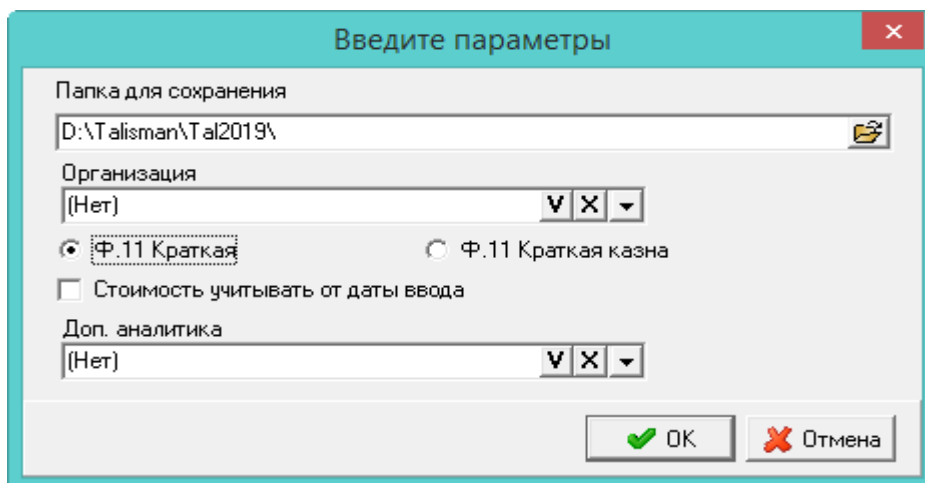 Введите параметры
Папка для сохранения
D:\Talisman\Tal2019\
Организация
(Нет)
Ф.11 Краткая Ф.11 Краткая казна
Стоимость учитывать от даты ввода
Доп. аналитика
(Нет)
OK Отмена